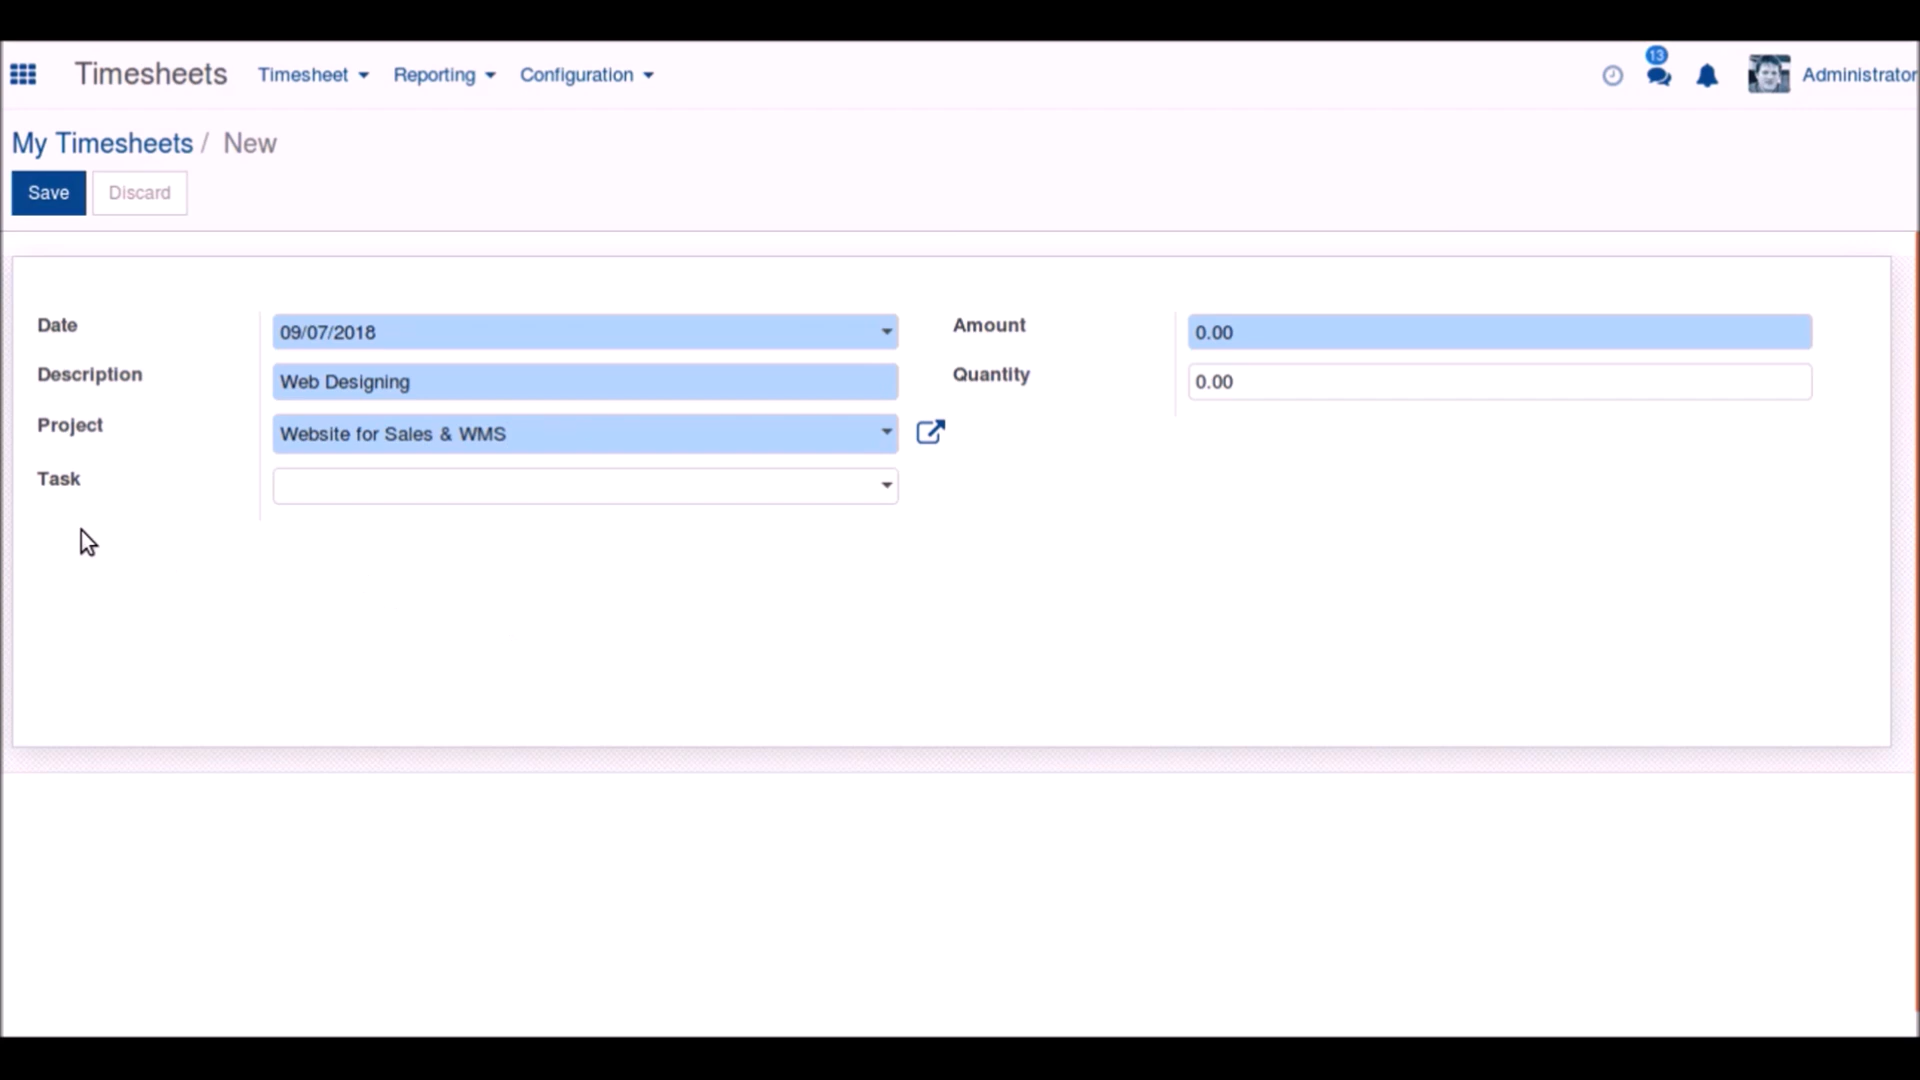 Timesheets Timesheet Reporting Configuration 13 Administrator
My Timesheets / New
Save Discard
Date 09/07/2018 Amount 0.00
Description Web Designing Quantity 0.00
Project Website for Sales & WMS
Task